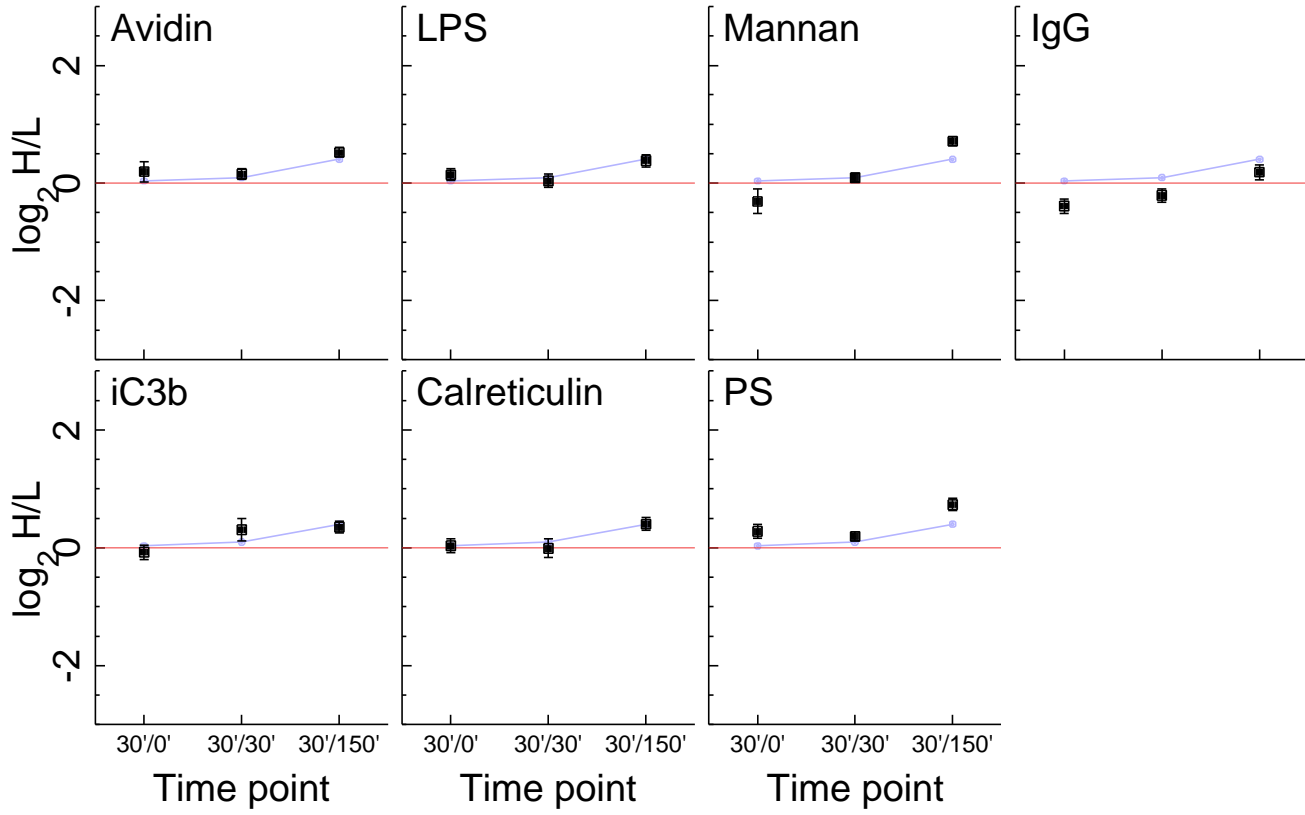 Avidin
LPS
Mannan
IgG
2
0
-2
log2 H/L
iC3b
Calreticulin
PS
2
0
-2
log2 H/L
30'/0' 30'/30' 30'/150'
30'/0' 30'/30' 30'/150'
30'/0' 30'/30' 30'/150'
Time point
Time point
Time point